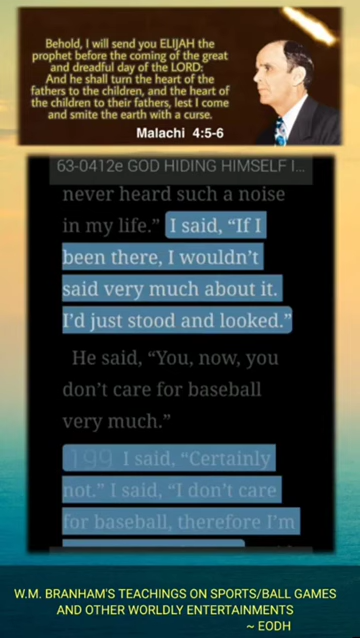 Behold, I will send you ELIJAH the
prophet before the coming of the great
and dreadful day of the LORD:
And he shall turn the heart of the
fathers to the children, and the heart of
the children to their fathers, lest I come
and smite the earth with a curse.
Malachi 4:5-6
63-0412e GOD HIDING HIMSELF I...
never heard such a noise
in my life.” I said, “If I
been there, I wouldn’t
said very much about it.
I’d just stood and looked.”
He said, “You, now, you
don’t care for baseball
very much.”
199 I said, “Certainly
not.” I said, “I don’t care
for baseball, therefore I’m
W.M. BRANHAM'S TEACHINGS ON SPORTS/BALL GAMES
AND OTHER WORLDLY ENTERTAINMENTS
~ EODH